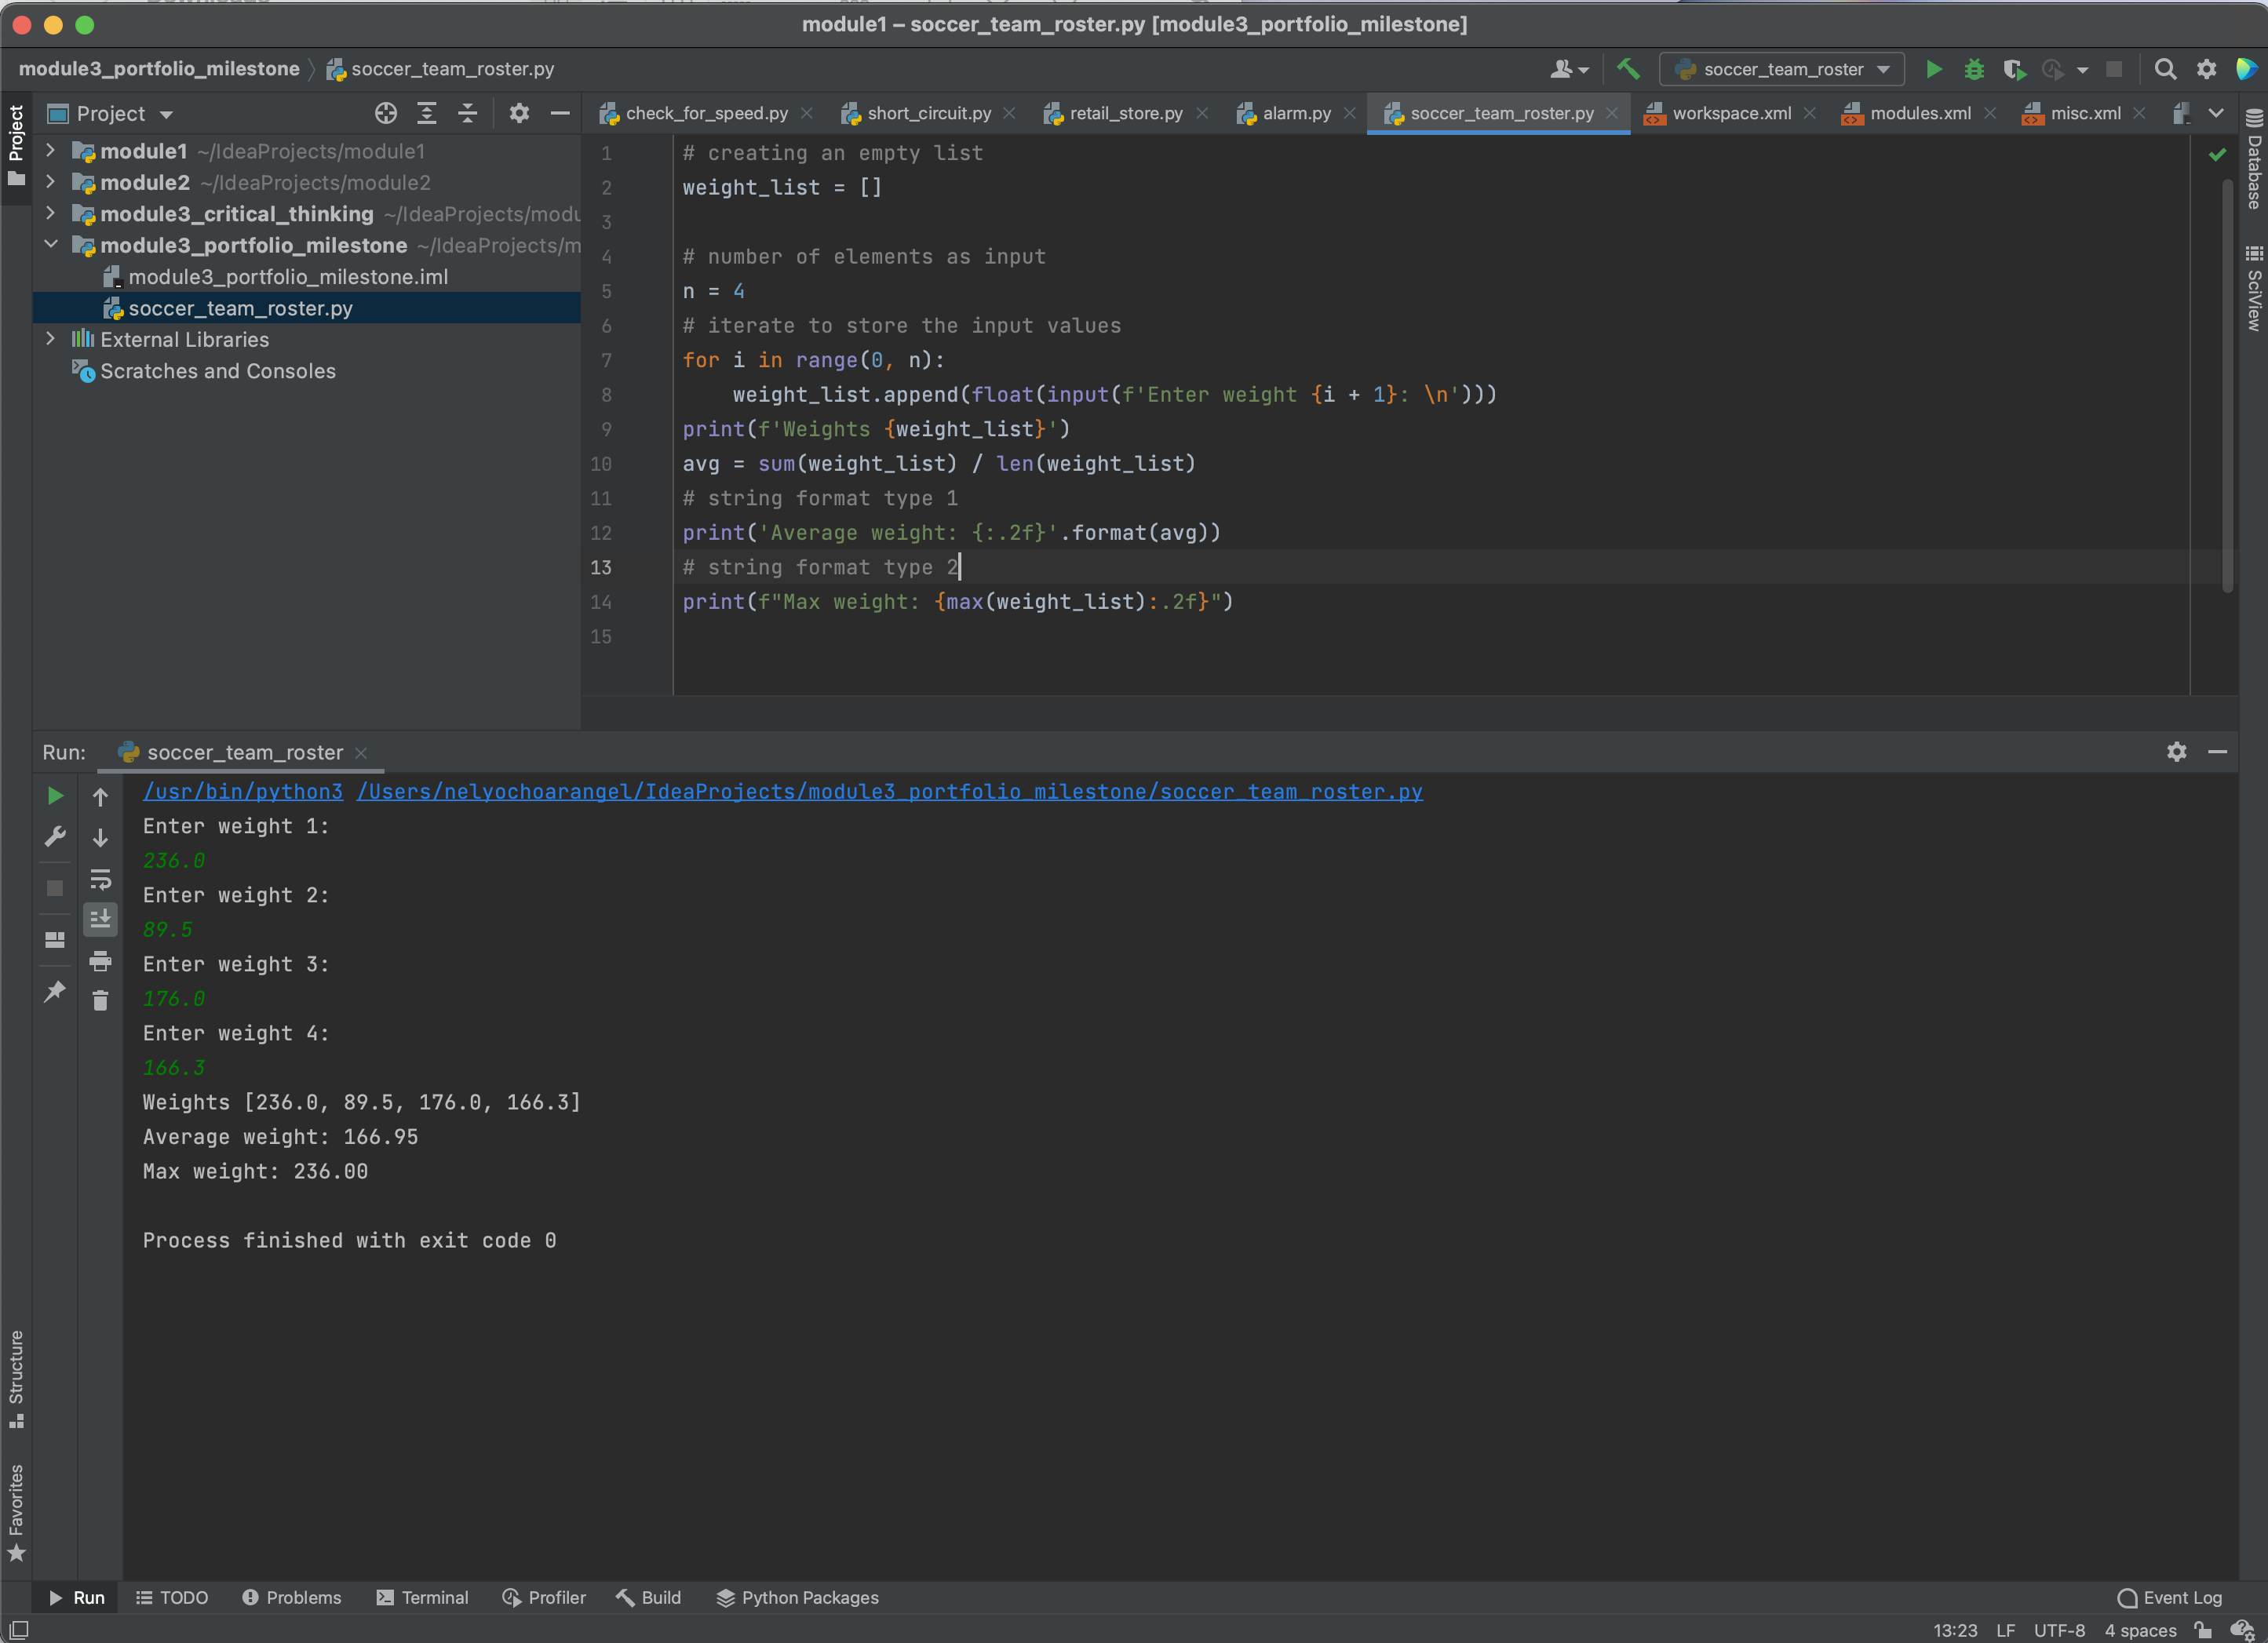 module1 – soccer_team_roster.py [module3_portfolio_milestone]
module3_portfolio_milestone soccer_team_roster.py
soccer_team_roster
Project
Project
check_for_speed.py
short_circuit.py
retail_store.py
alarm.py
soccer_team_roster.py
workspace.xml
modules.xml
misc.xml
module1 ~/IdeaProjects/module1
module2 ~/IdeaProjects/module2
module3_critical_thinking ~/IdeaProjects/modu
module3_portfolio_milestone ~/IdeaProjects/m
module3_portfolio_milestone.iml
soccer_team_roster.py
External Libraries
Scratches and Consoles
1 # creating an empty list
2 weight_list = []
3
4 # number of elements as input
5 n = 4
6 # iterate to store the input values
7 for i in range(0, n):
8     weight_list.append(float(input(f'Enter weight {i + 1}: \n')))
9 print(f'Weights {weight_list}')
10 avg = sum(weight_list) / len(weight_list)
11 # string format type 1
12 print('Average weight: {:.2f}'.format(avg))
13 # string format type 2
14 print(f"Max weight: {max(weight_list):.2f}")
15
Database
SciView
Run: soccer_team_roster
/usr/bin/python3 /Users/nelyochoarangel/IdeaProjects/module3_portfolio_milestone/soccer_team_roster.py
Enter weight 1:
236.0
Enter weight 2:
89.5
Enter weight 3:
176.0
Enter weight 4:
166.3
Weights [236.0, 89.5, 176.0, 166.3]
Average weight: 166.95
Max weight: 236.00
Process finished with exit code 0
Structure
Favorites
Run TODO Problems Terminal Profiler Build Python Packages Event Log
13:23 LF UTF-8 4 spaces